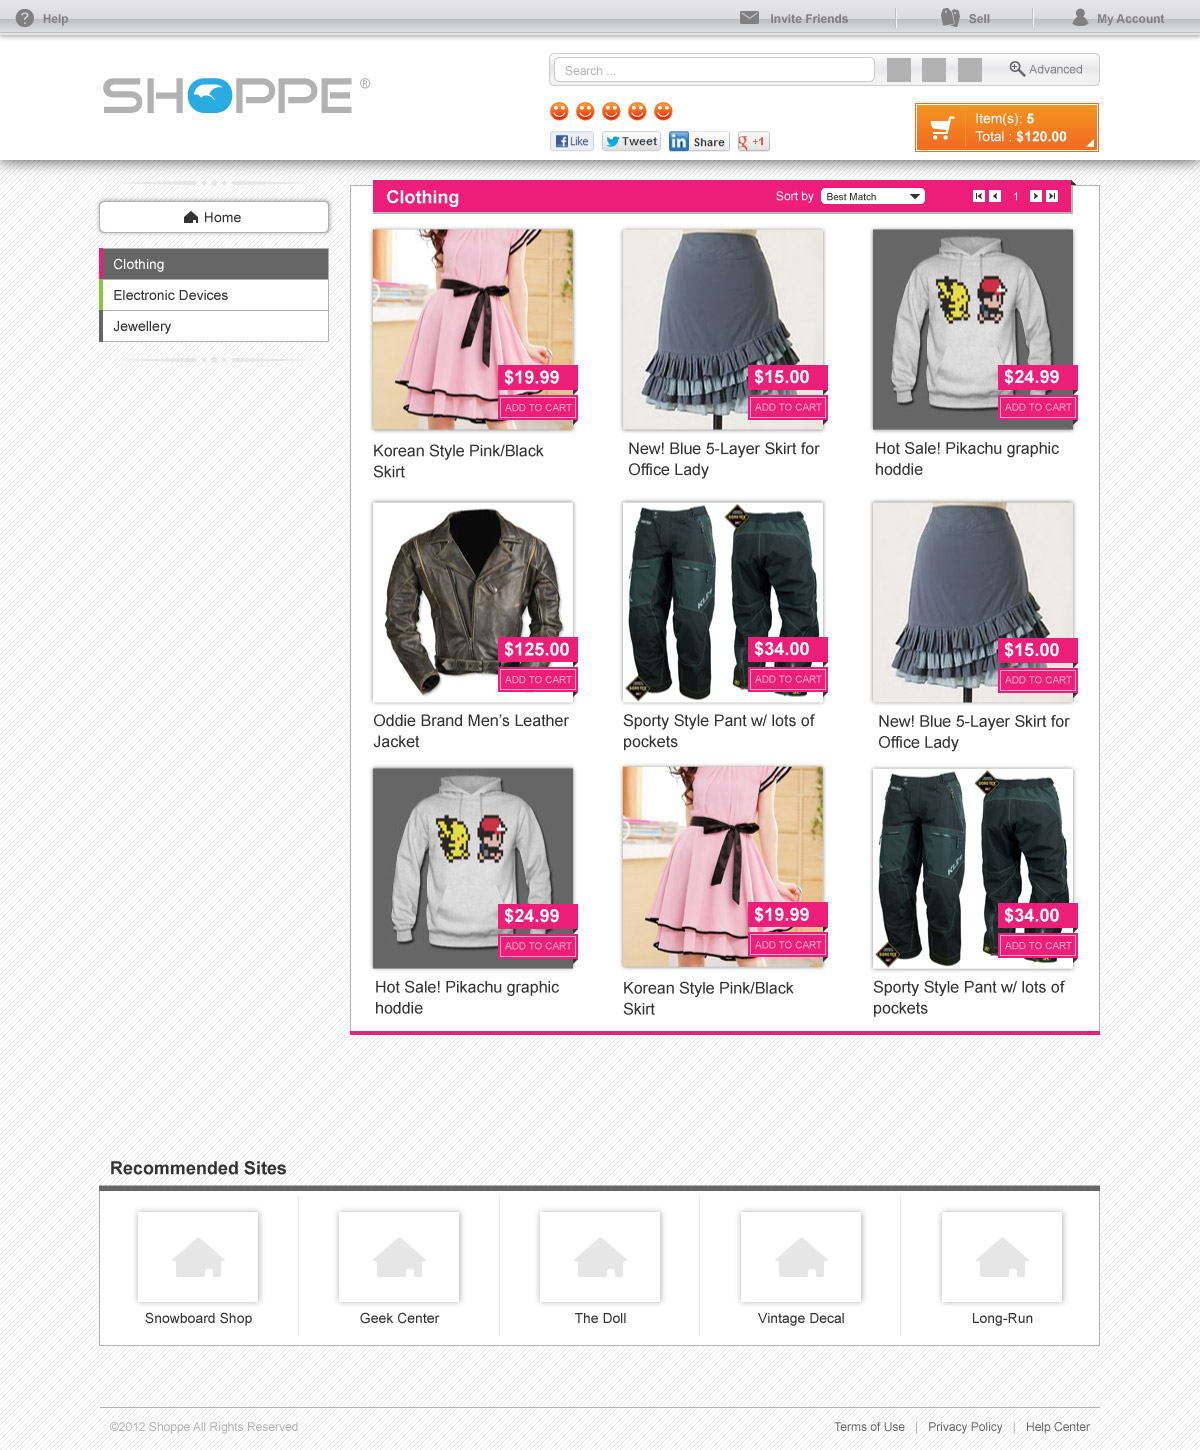 Help
Invite Friends
Sell
My Account
SHOPPE ®
Search ...
Advanced
Like
Tweet
in Share
g +1
Item(s): 5
Total : $120.00
Home
Clothing
Electronic Devices
Jewellery
Clothing
Sort by
Best Match
1
$19.99
ADD TO CART
Korean Style Pink/Black
Skirt
$15.00
ADD TO CART
New! Blue 5-Layer Skirt for
Office Lady
$24.99
ADD TO CART
Hot Sale! Pikachu graphic
hoddie
$125.00
ADD TO CART
Oddie Brand Men's Leather
Jacket
KLIM
GORE-TEX
$34.00
ADD TO CART
Sporty Style Pant w/ lots of
pockets
$15.00
ADD TO CART
New! Blue 5-Layer Skirt for
Office Lady
$24.99
ADD TO CART
Hot Sale! Pikachu graphic
hoddie
$19.99
ADD TO CART
Korean Style Pink/Black
Skirt
KLIM
GORE-TEX
$34.00
ADD TO CART
Sporty Style Pant w/ lots of
pockets
Recommended Sites
Snowboard Shop
Geek Center
The Doll
Vintage Decal
Long-Run
©2012 Shoppe All Rights Reserved
Terms of Use | Privacy Policy | Help Center